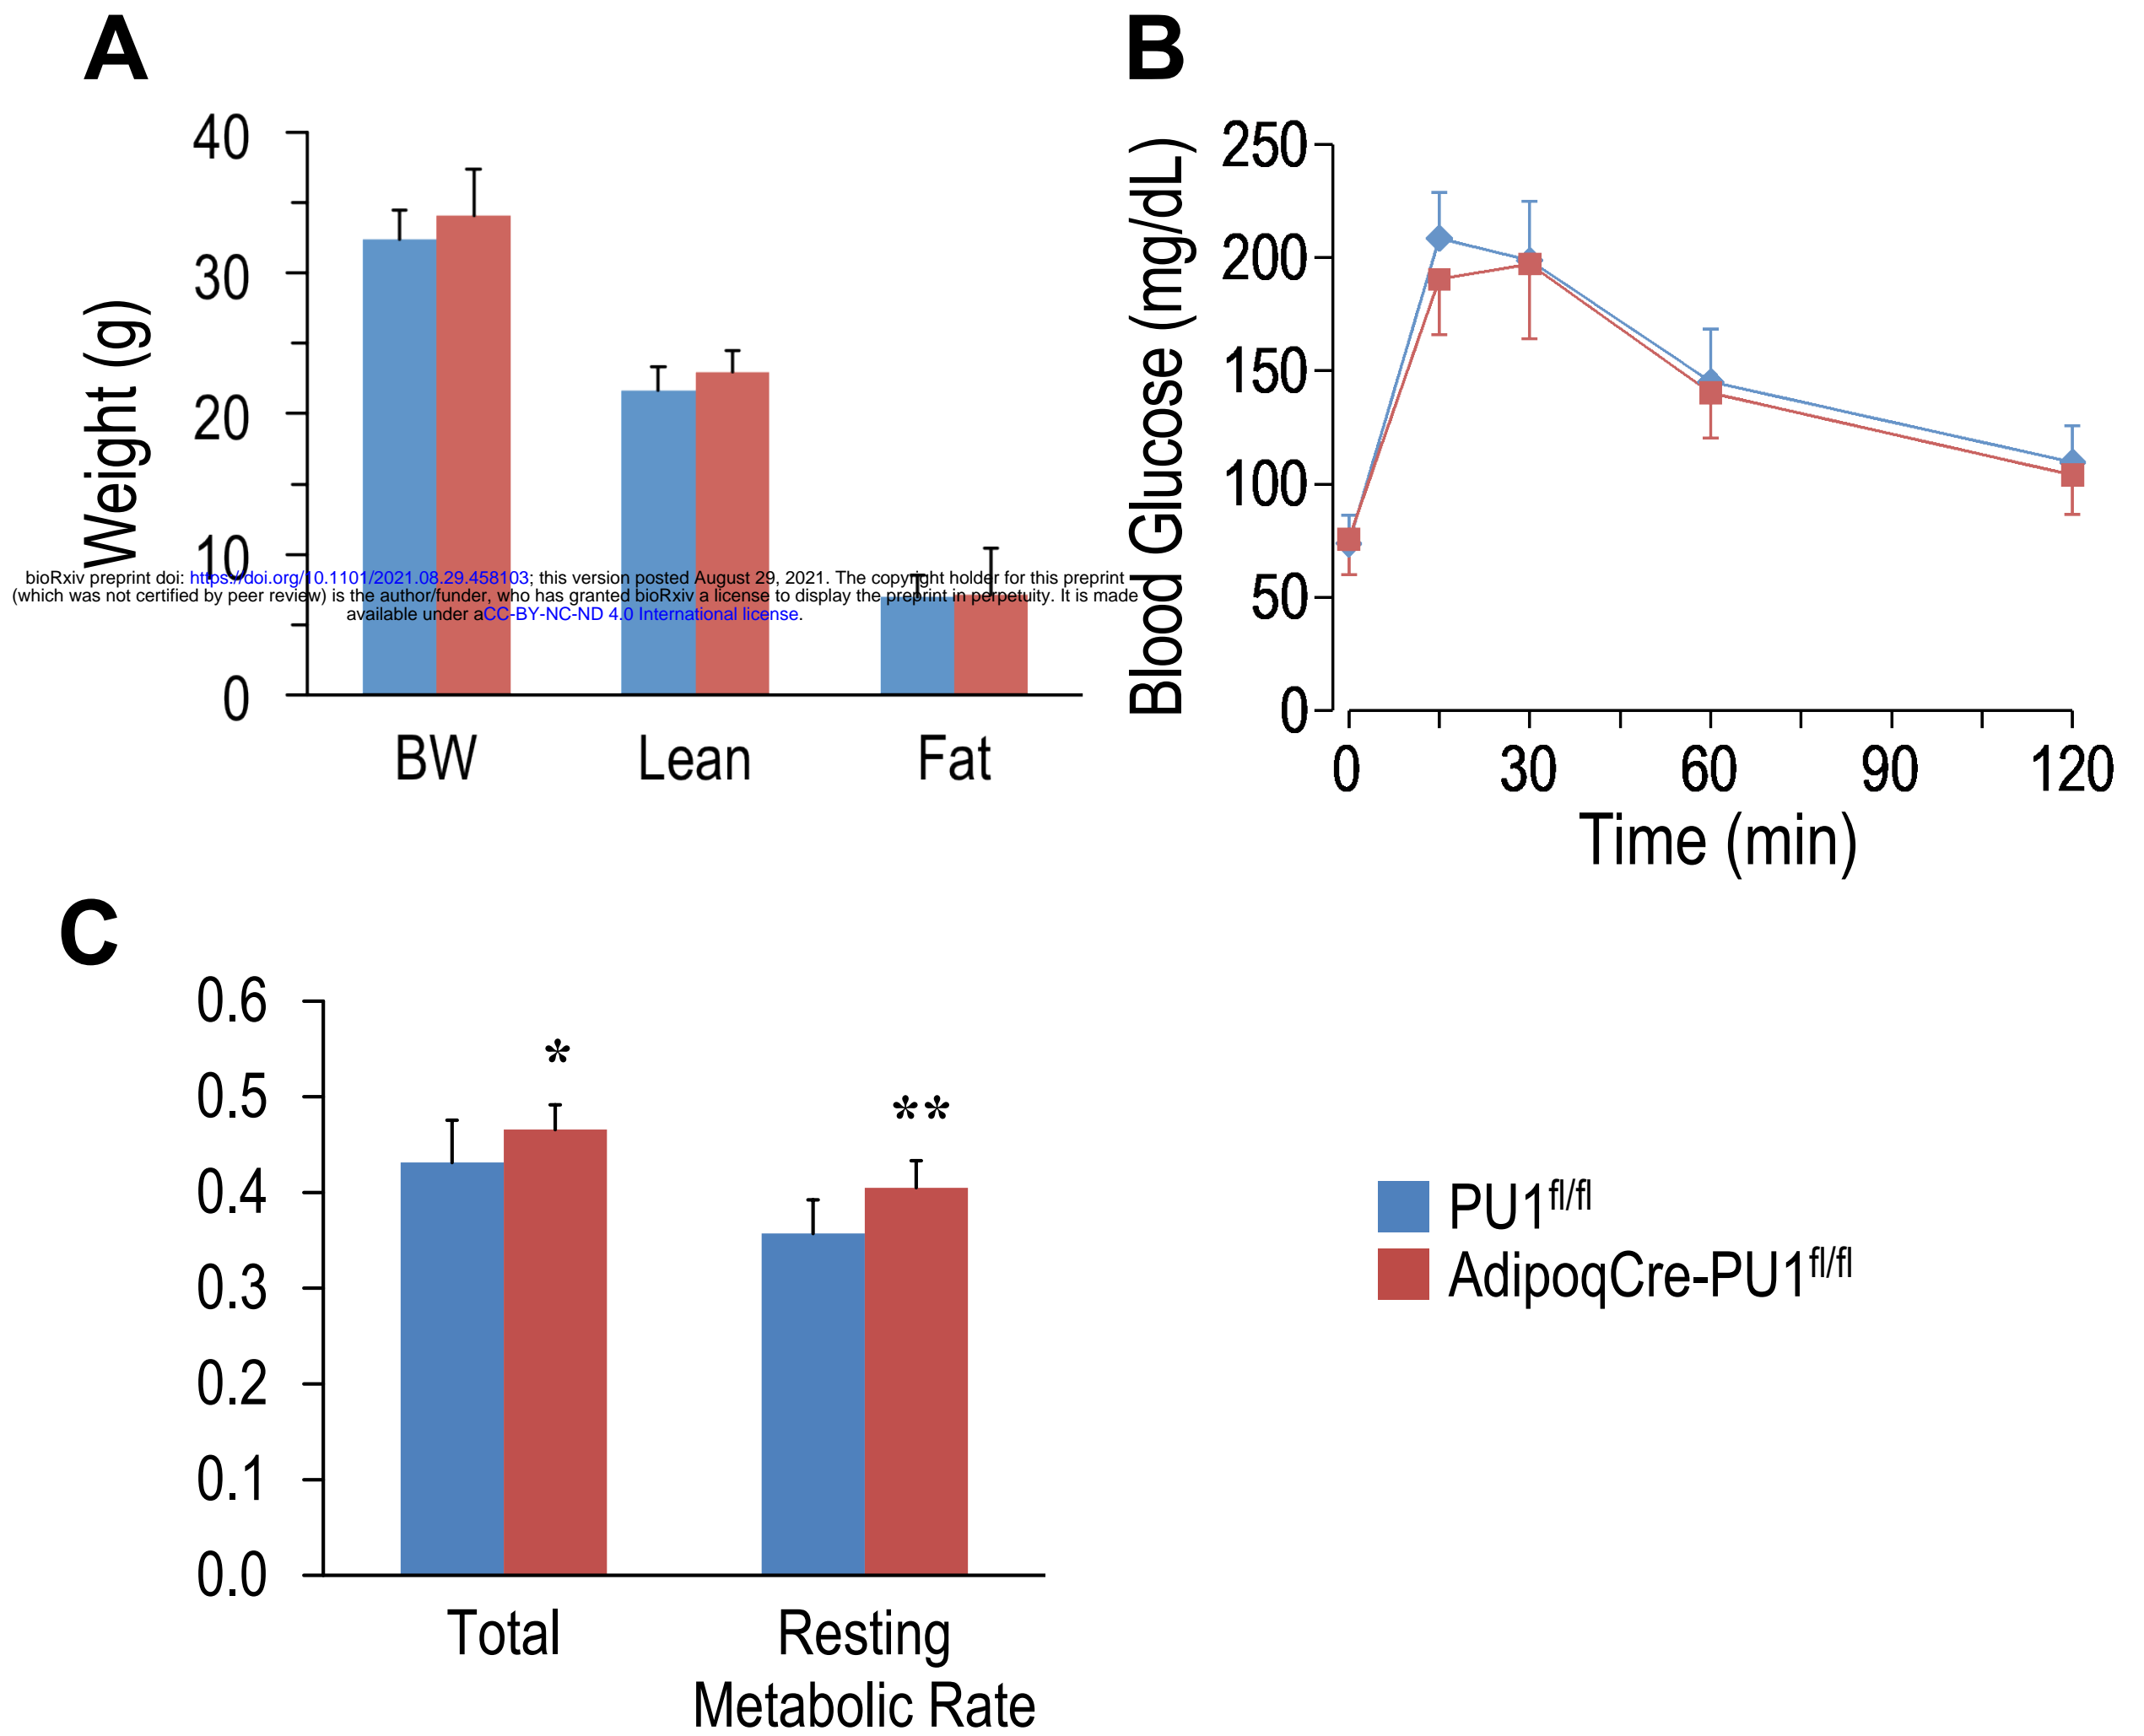 A
40
30
20
10
0
Weight (g)
BW Lean Fat
bioRxiv preprint doi: https://doi.org/10.1101/2021.08.29.458103; this version posted August 29, 2021. The copyright holder for this preprint
(which was not certified by peer review) is the author/funder, who has granted bioRxiv a license to display the preprint in perpetuity. It is made
available under aCC-BY-NC-ND 4.0 International license.
B
250
200
150
100
50
0
Blood Glucose (mg/dL)
0 30 60 90 120
Time (min)
C
0.6
0.5
0.4
0.3
0.2
0.1
0.0
*
**
Total Resting
Metabolic Rate
PU1fl/fl
AdipoqCre-PU1fl/fl